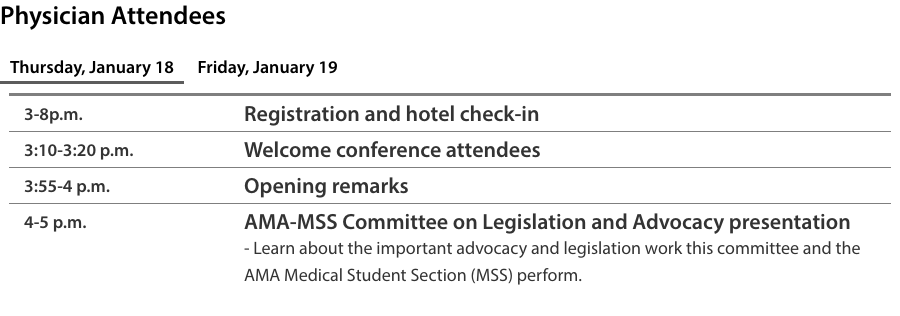 Physician Attendees
Thursday, January 18 Friday, January 19
3-8p.m. Registration and hotel check-in
3:10-3:20 p.m. Welcome conference attendees
3:55-4 p.m. Opening remarks
4-5 p.m. AMA-MSS Committee on Legislation and Advocacy presentation
- Learn about the important advocacy and legislation work this committee and the
AMA Medical Student Section (MSS) perform.